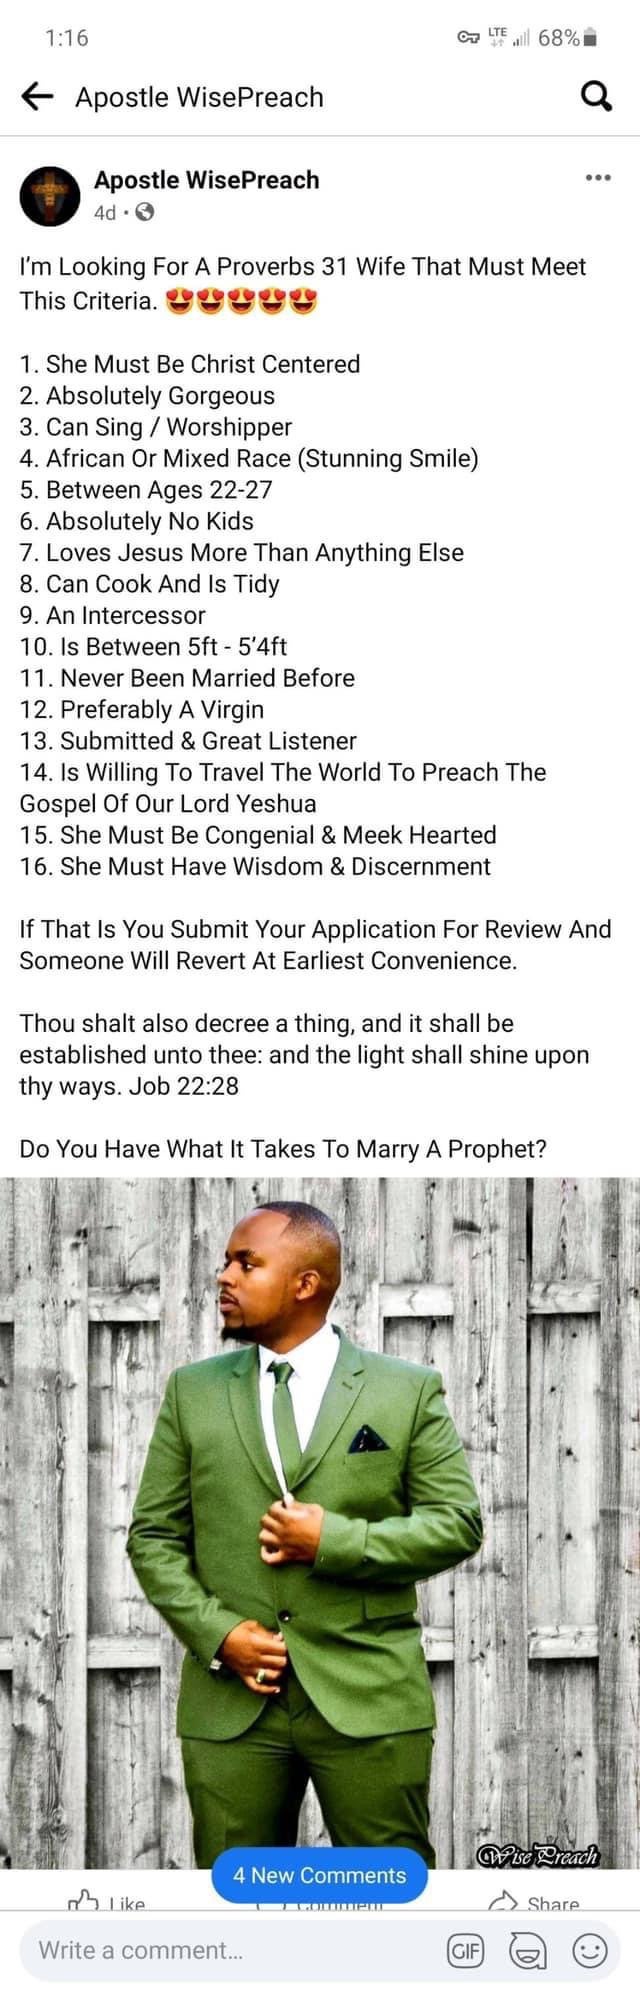 1:16
LTE 68%
Apostle WisePreach
Apostle WisePreach
4d ·
I'm Looking For A Proverbs 31 Wife That Must Meet
This Criteria. 😍😍😍😍😍
1. She Must Be Christ Centered
2. Absolutely Gorgeous
3. Can Sing / Worshipper
4. African Or Mixed Race (Stunning Smile)
5. Between Ages 22-27
6. Absolutely No Kids
7. Loves Jesus More Than Anything Else
8. Can Cook And Is Tidy
9. An Intercessor
10. Is Between 5ft - 5'4ft
11. Never Been Married Before
12. Preferably A Virgin
13. Submitted & Great Listener
14. Is Willing To Travel The World To Preach The
Gospel Of Our Lord Yeshua
15. She Must Be Congenial & Meek Hearted
16. She Must Have Wisdom & Discernment
If That Is You Submit Your Application For Review And
Someone Will Revert At Earliest Convenience.
Thou shalt also decree a thing, and it shall be
established unto thee: and the light shall shine upon
thy ways. Job 22:28
Do You Have What It Takes To Marry A Prophet?
Wise Preach
4 New Comments
Like Comment Share
Write a comment...
GIF